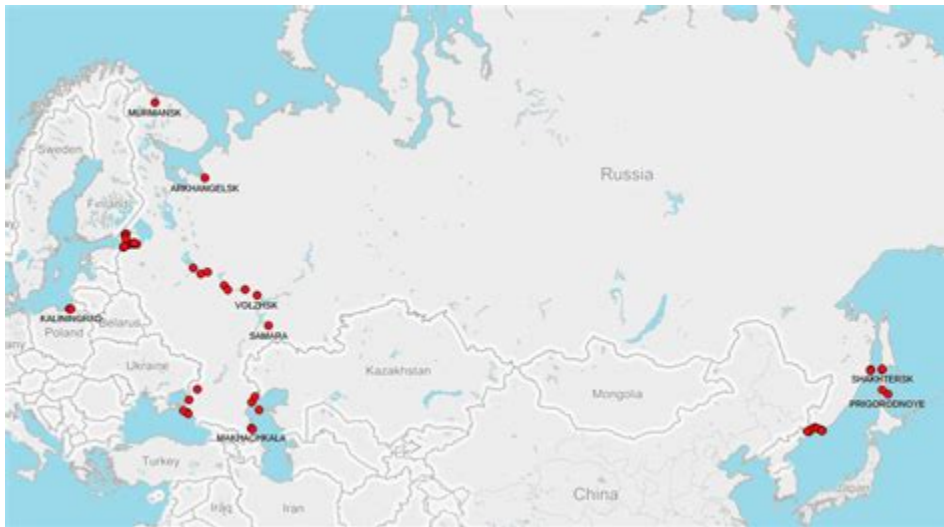 MURMANSK
Sweden
ARKHANGELSK
Russia
Finland
VOLZHSK
KALININGRAD
Belarus
Poland
SAMARA
Ukraine
Kazakhstan
SHAKHTERSK
Mongolia
PRIGORODNOYE
MAKHACHKALA
Turkey
China
Japan
Iraq
Iran